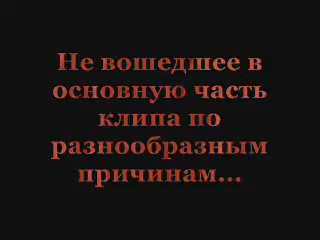 Не вошедшее в
основную часть
клипа по
разнообразным
причинам...